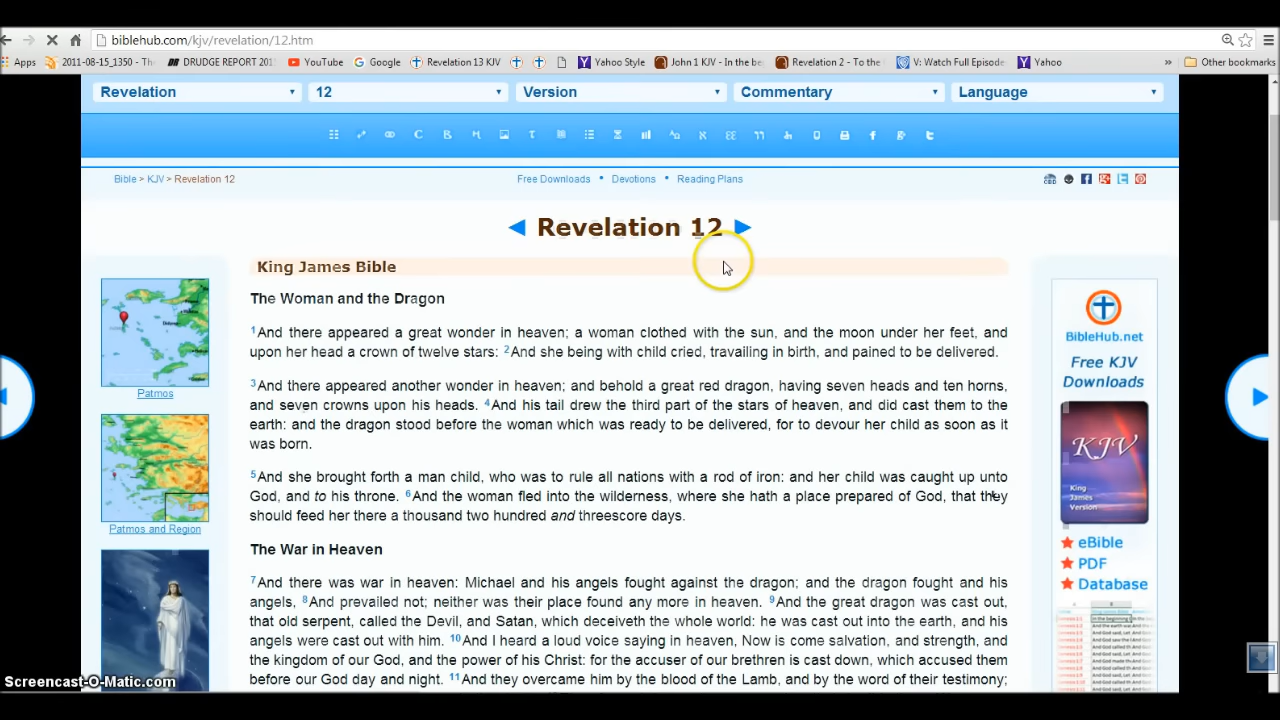 biblehub.com/kjv/revelation/12.htm
Apps 2011-08-15_1350 - The DRUDGE REPORT 201 YouTube Google Revelation 13 KJV Yahoo Style John 1 KJV - In the be Revelation 2 - To the V: Watch Full Episode Yahoo » Other bookmarks
Revelation 12 Version Commentary Language
Bible > KJV > Revelation 12 Free Downloads • Devotions • Reading Plans
◄ Revelation 12 ►
King James Bible
The Woman and the Dragon
1And there appeared a great wonder in heaven; a woman clothed with the sun, and the moon under her feet, and
upon her head a crown of twelve stars: 2And she being with child cried, travailing in birth, and pained to be delivered.
3And there appeared another wonder in heaven; and behold a great red dragon, having seven heads and ten horns,
and seven crowns upon his heads. 4And his tail drew the third part of the stars of heaven, and did cast them to the
earth: and the dragon stood before the woman which was ready to be delivered, for to devour her child as soon as it
was born.
5And she brought forth a man child, who was to rule all nations with a rod of iron: and her child was caught up unto
God, and to his throne. 6And the woman fled into the wilderness, where she hath a place prepared of God, that they
should feed her there a thousand two hundred and threescore days.
The War in Heaven
7And there was war in heaven: Michael and his angels fought against the dragon; and the dragon fought and his
angels, 8And prevailed not; neither was their place found any more in heaven. 9And the great dragon was cast out,
that old serpent, called the Devil, and Satan, which deceiveth the whole world: he was cast out into the earth, and his
angels were cast out with him. 10And I heard a loud voice saying in heaven, Now is come salvation, and strength, and
the kingdom of our God, and the power of his Christ: for the accuser of our brethren is cast down, which accused them
before our God day and night. 11And they overcame him by the blood of the Lamb, and by the word of their testimony;
Patmos
Patmos and Region
BibleHub.net
Free KJV
Downloads
KJV
King
James
Version
eBible
PDF
Database
Screencast-O-Matic.com